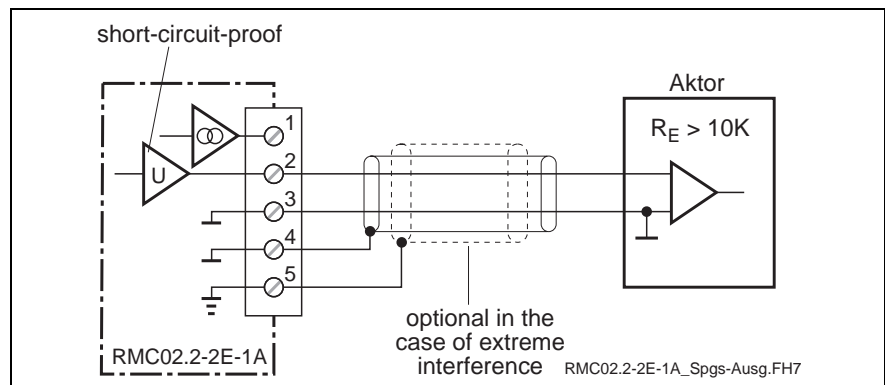 short-circuit-proof
Aktor
1
R_E > 10K
2
U
3
4
5
optional in the
case of extreme
interference
RMC02.2-2E-1A
RMC02.2-2E-1A_Spgs-Ausg.FH7